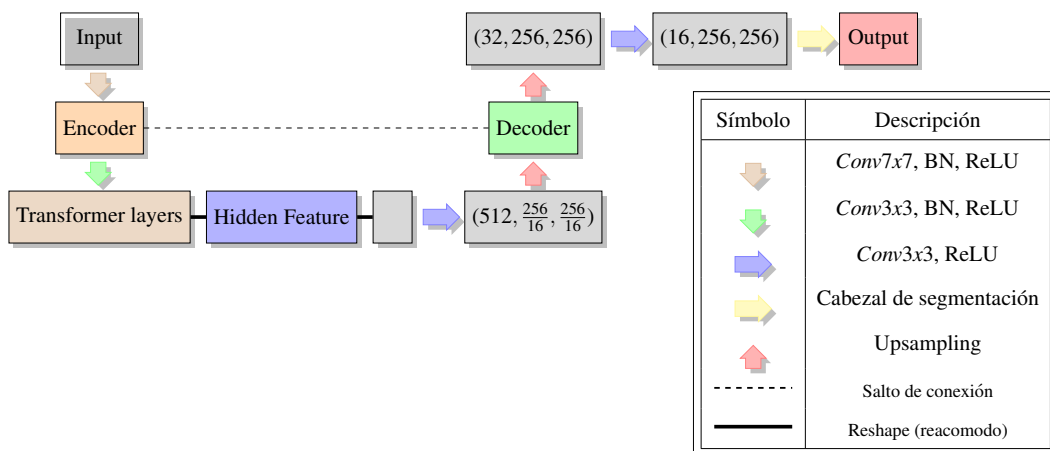 Input
(32, 256, 256)
(16, 256, 256)
Output
Encoder
Decoder
Transformer layers
Hidden Feature
(512, 256/16, 256/16)
Símbolo Descripción
Conv7x7, BN, ReLU
Conv3x3, BN, ReLU
Conv3x3, ReLU
Cabezal de segmentación
Upsampling
Salto de conexión
Reshape (reacomodo)